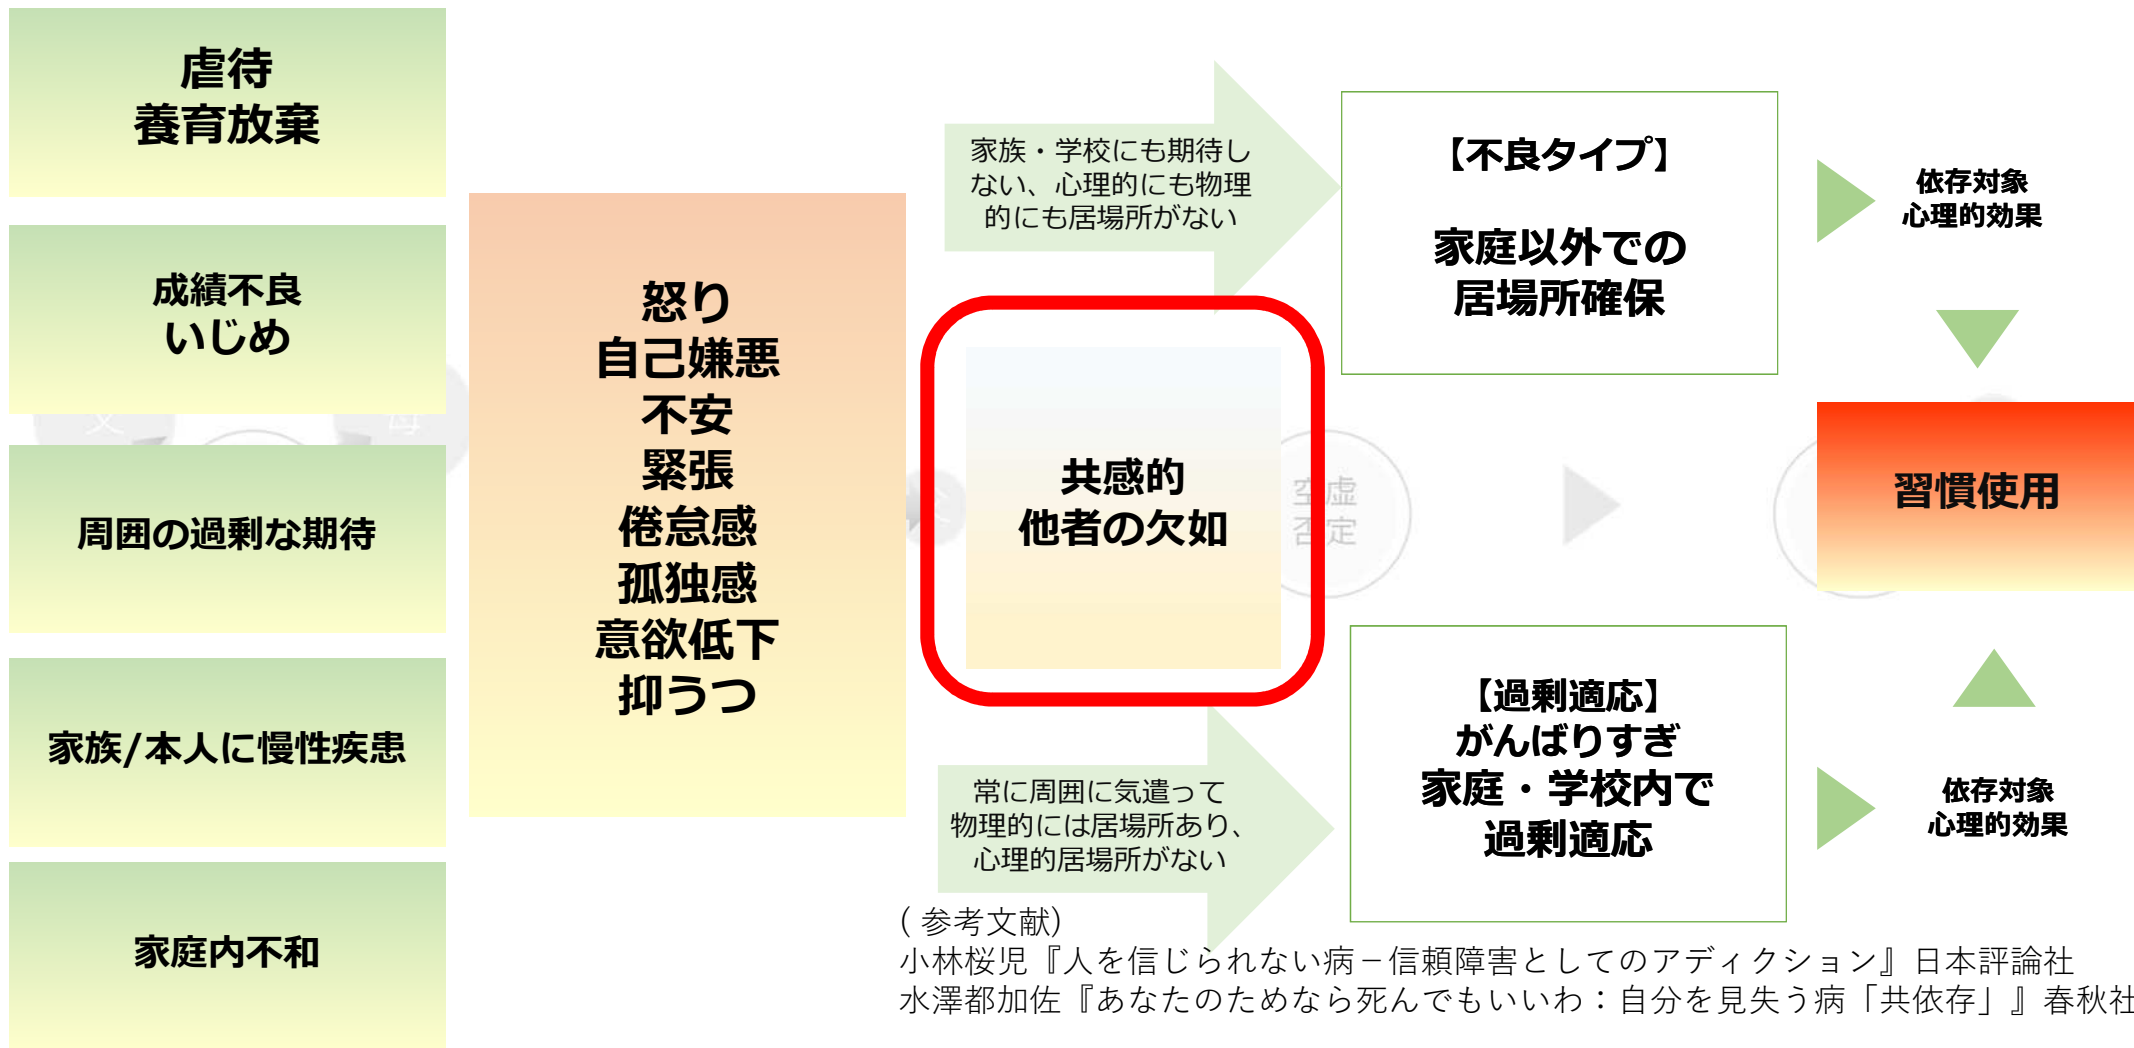 虐待
養育放棄
成績不良
いじめ
周囲の過剰な期待
家族/本人に慢性疾患
家庭内不和
怒り
自己嫌悪
不安
緊張
倦怠感
孤独感
意欲低下
抑うつ
家族・学校にも期待し
ない、心理的にも物理
的にも居場所がない
共感的
他者の欠如
常に周囲に気遣って
物理的には居場所あり、
心理的居場所がない
【不良タイプ】
家庭以外での
居場所確保
空虚
否定
【過剰適応】
がんばりすぎ
家庭・学校内で
過剰適応
依存対象
心理的効果
習慣使用
依存対象
心理的効果
( 参考文献)
小林桜児『人を信じられない病－信頼障害としてのアディクション』日本評論社
水澤都加佐『あなたのためなら死んでもいいわ：自分を見失う病「共依存」』春秋社